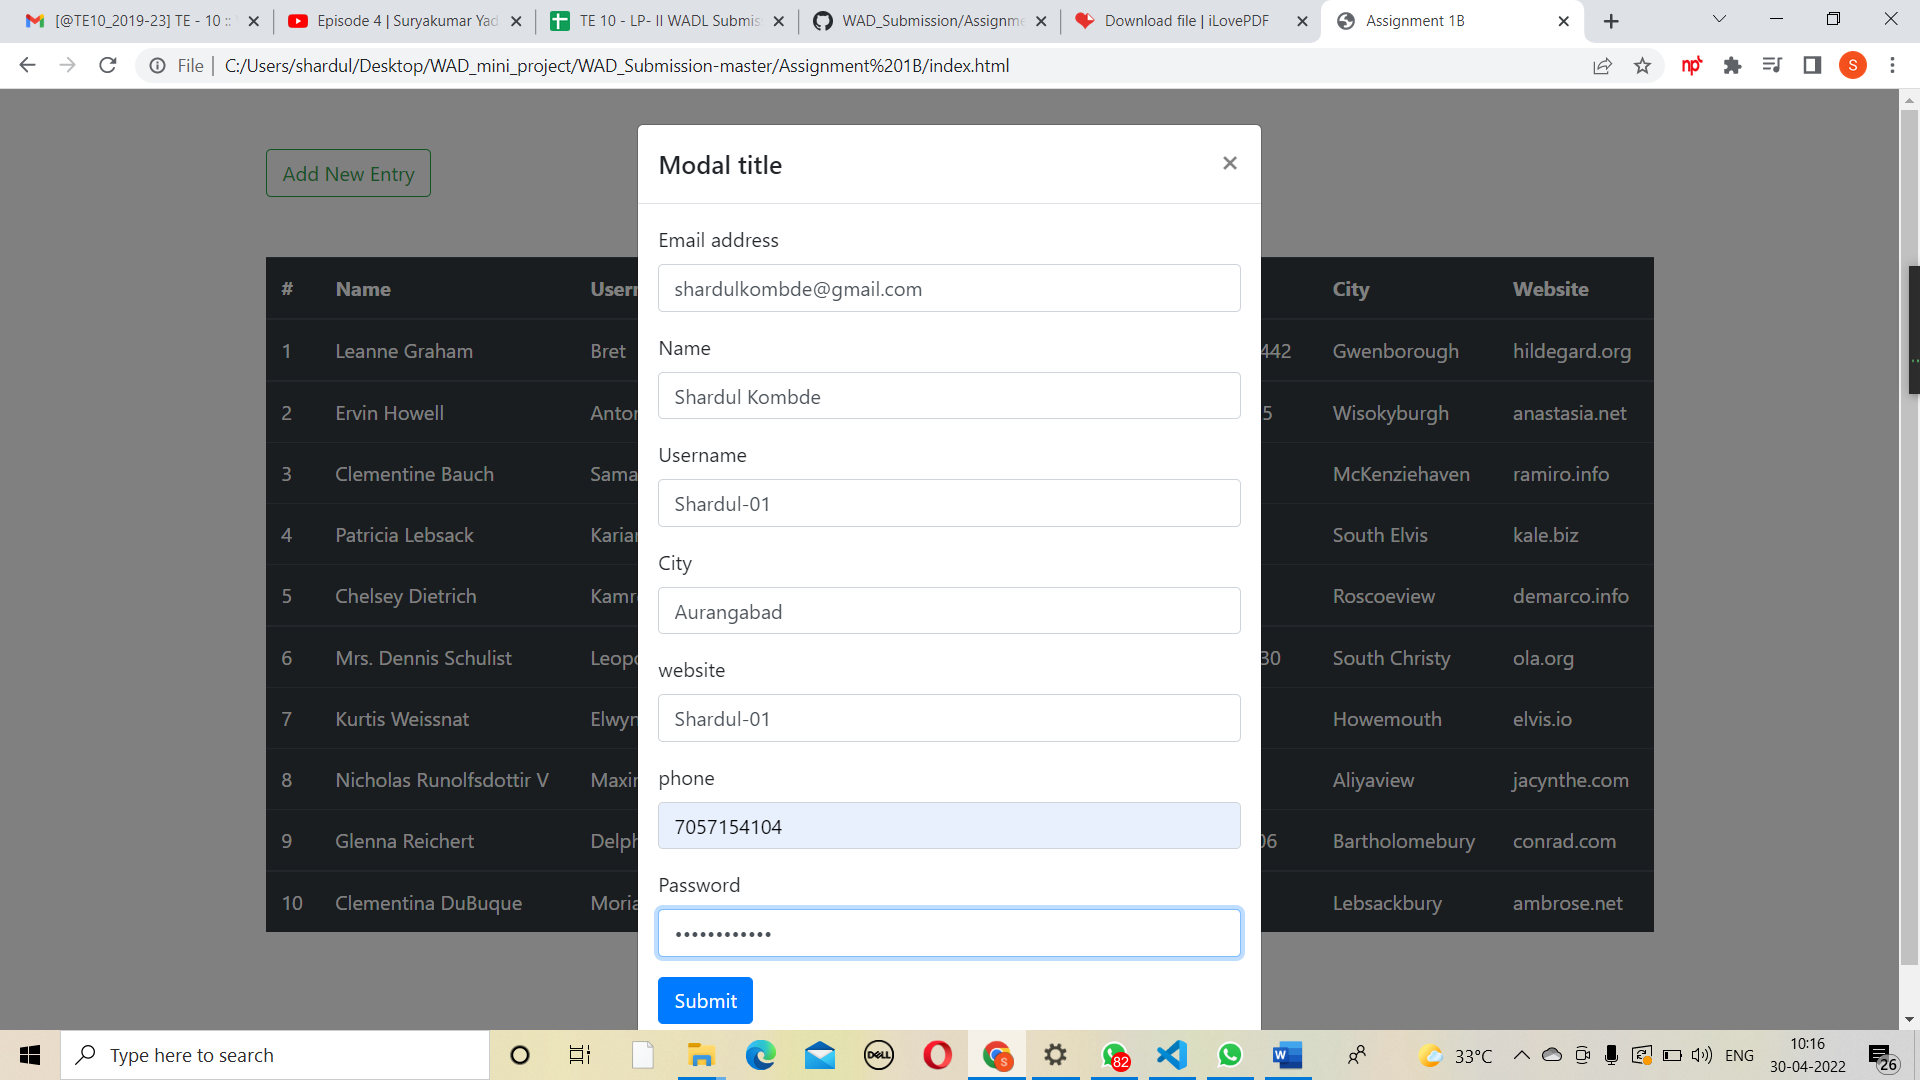 [@TE10_2019-23] TE - 10 ::
Episode 4 | Suryakumar Yad
TE 10 - LP- II WADL Submis
WAD_Submission/Assignme
Download file | iLovePDF
Assignment 1B
File | C:/Users/shardul/Desktop/WAD_mini_project/WAD_Submission-master/Assignment%201B/index.html
np
S
Add New Entry
Modal title
Email address
shardulkombde@gmail.com
Name
Shardul Kombde
Username
Shardul-01
City
Aurangabad
website
Shardul-01
phone
7057154104
Password
••••••••••••
Submit
# Name Usern City Website
1 Leanne Graham Bret 442 Gwenborough hildegard.org
2 Ervin Howell Anton 5 Wisokyburgh anastasia.net
3 Clementine Bauch Sama McKenziehaven ramiro.info
4 Patricia Lebsack Karian South Elvis kale.biz
5 Chelsey Dietrich Kamre Roscoeview demarco.info
6 Mrs. Dennis Schulist Leopo 30 South Christy ola.org
7 Kurtis Weissnat Elwyn Howemouth elvis.io
8 Nicholas Runolfsdottir V Maxim Aliyaview jacynthe.com
9 Glenna Reichert Delph 06 Bartholomebury conrad.com
10 Clementina DuBuque Moria Lebsackbury ambrose.net
Type here to search
DELL
S
82
W
33°C
ENG
10:16
30-04-2022
26